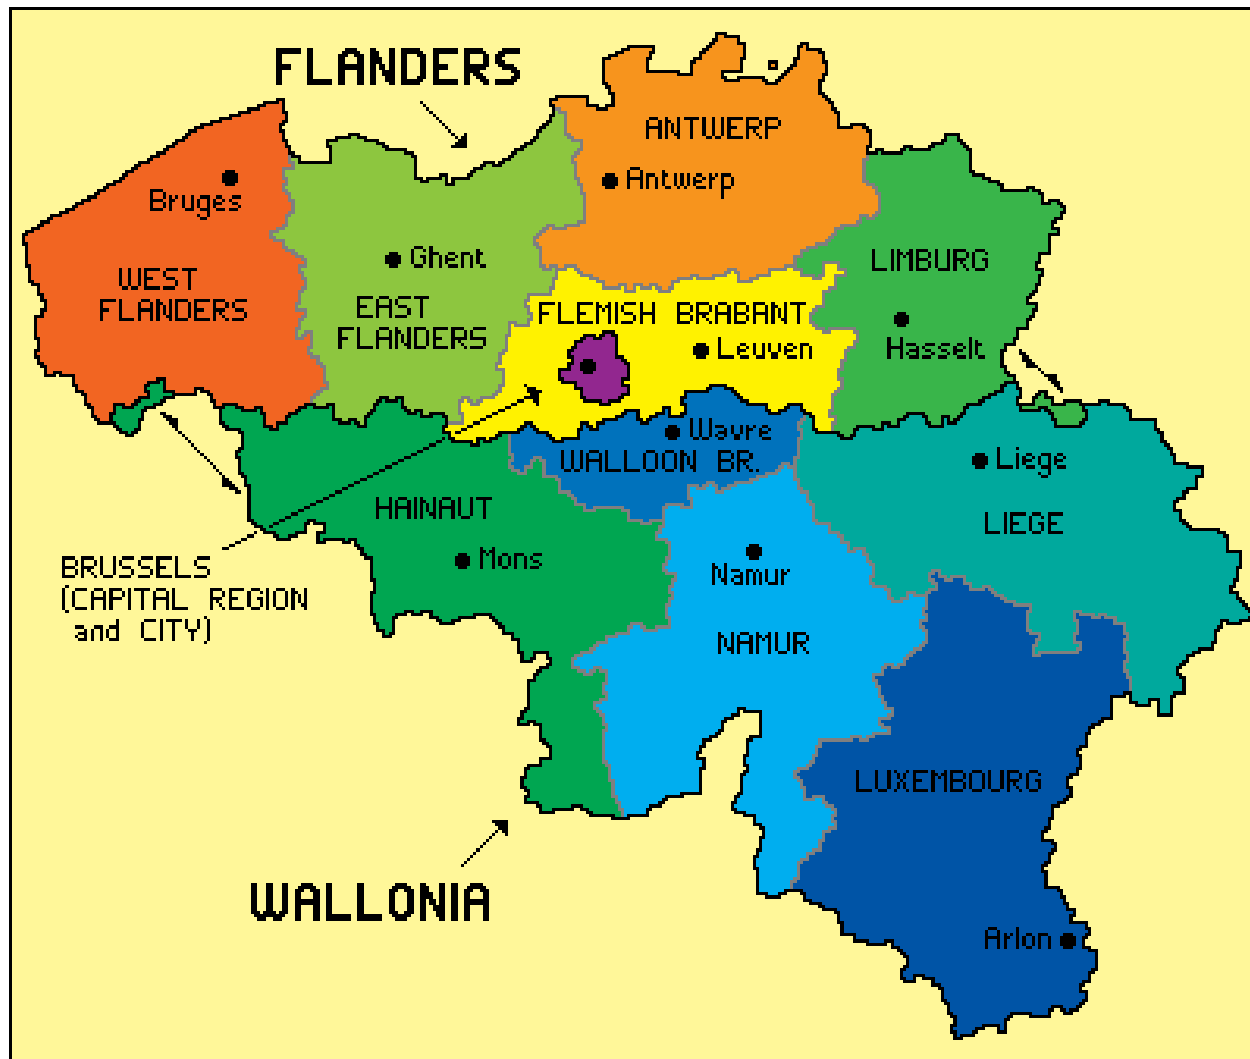 FLANDERS
ANTWERP
Antwerp
Bruges
Ghent
LIMBURG
WEST
FLANDERS
EAST
FLANDERS
FLEMISH BRABANT
Leuven
Hasselt
Wavre
WALLOON BR.
Liege
LIEGE
HAINAUT
Mons
Namur
NAMUR
BRUSSELS
(CAPITAL REGION
and CITY)
LUXEMBOURG
WALLONIA
Arlon